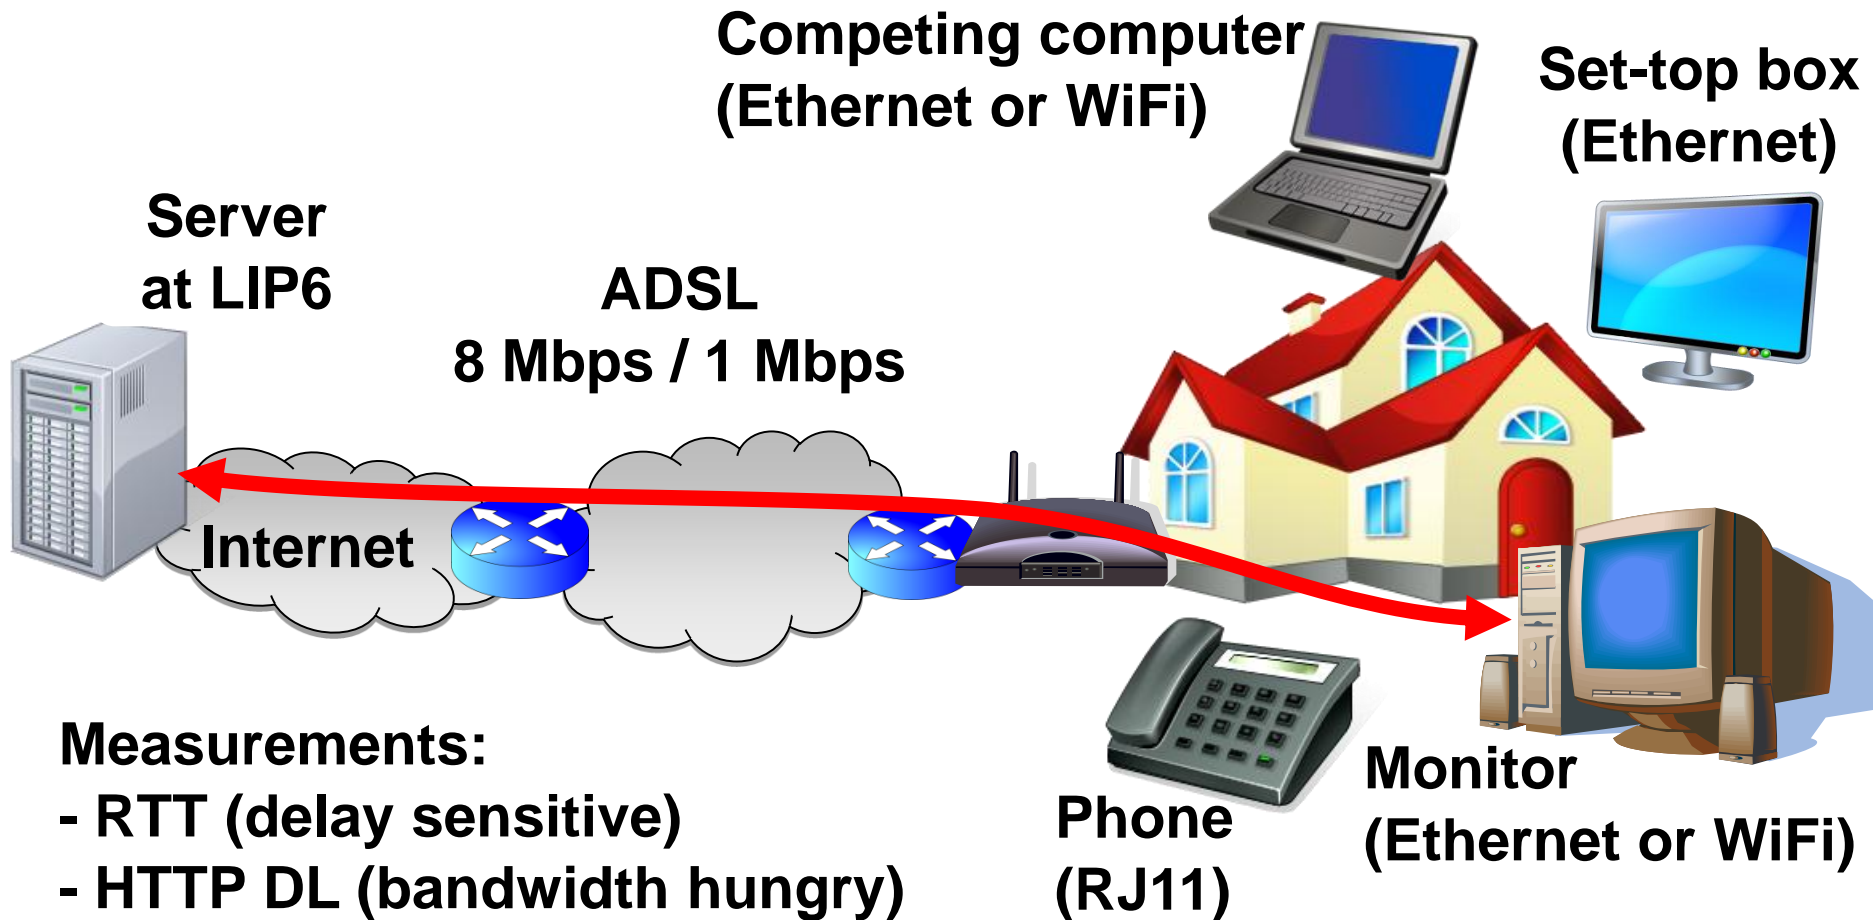 Competing computer
(Ethernet or WiFi)
Set-top box
(Ethernet)
Server
at LIP6
ADSL
8 Mbps / 1 Mbps
Internet
Measurements:
- RTT (delay sensitive)
- HTTP DL (bandwidth hungry)
Phone
(RJ11)
Monitor
(Ethernet or WiFi)